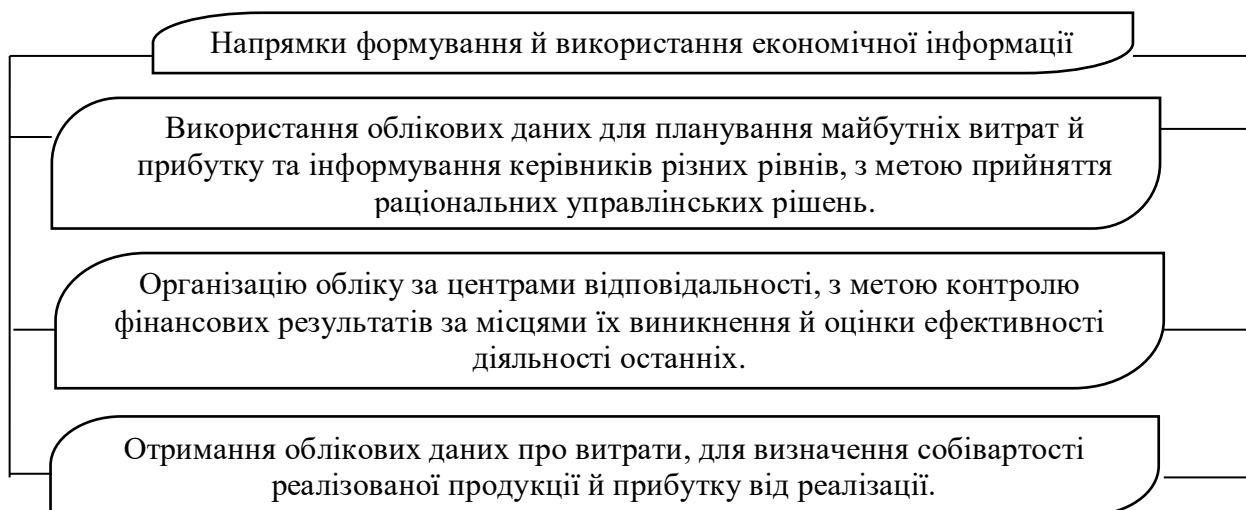 Напрямки формування й використання економічної інформації
Використання облікових даних для планування майбутніх витрат й
прибутку та інформування керівників різних рівнів, з метою прийняття
раціональних управлінських рішень.
Організацію обліку за центрами відповідальності, з метою контролю
фінансових результатів за місцями їх виникнення й оцінки ефективності
діяльності останніх.
Отримання облікових даних про витрати, для визначення собівартості
реалізованої продукції й прибутку від реалізації.